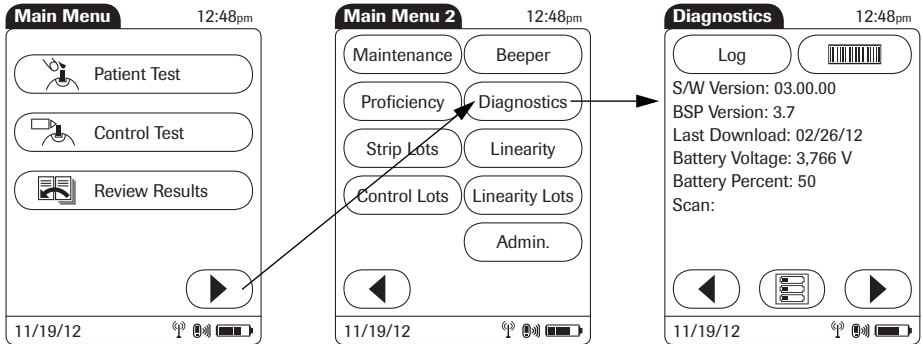 Main Menu 12:48pm
Patient Test
Control Test
Review Results
11/19/12
Main Menu 2 12:48pm
Maintenance Beeper
Proficiency Diagnostics
Strip Lots Linearity
Control Lots Linearity Lots
Admin.
11/19/12
Diagnostics 12:48pm
Log
S/W Version: 03.00.00
BSP Version: 3.7
Last Download: 02/26/12
Battery Voltage: 3,766 V
Battery Percent: 50
Scan:
11/19/12